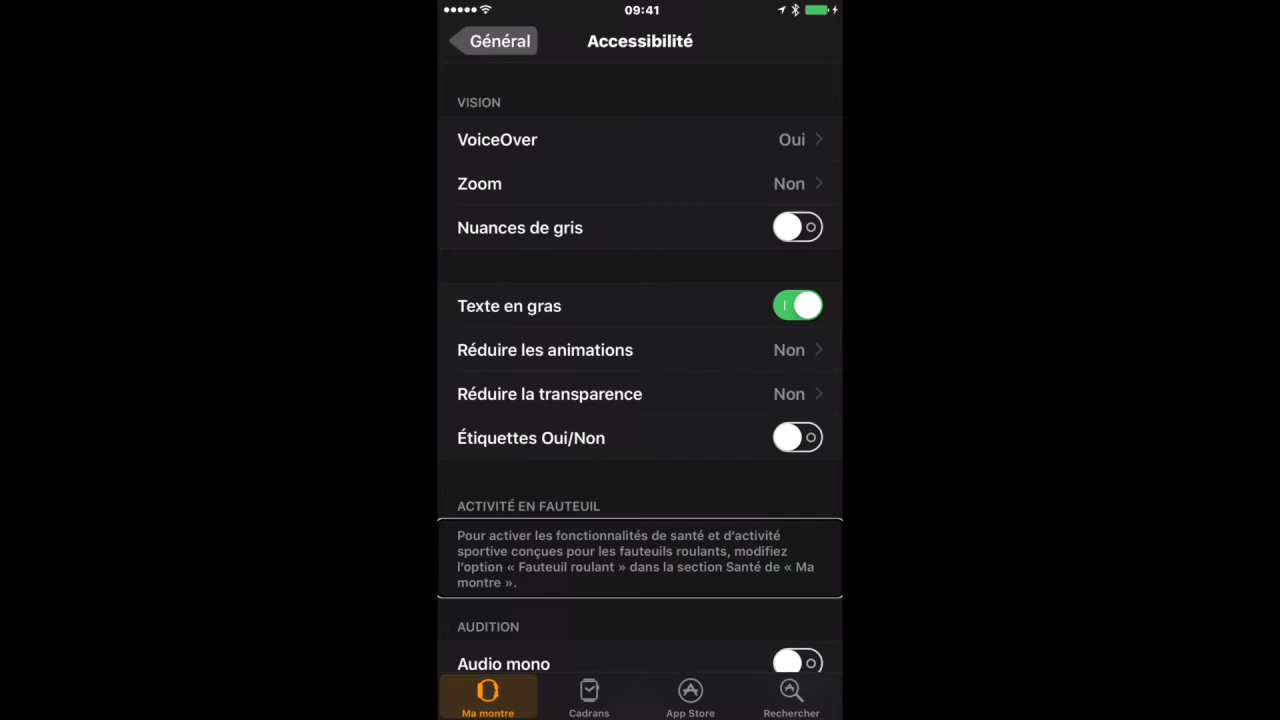 09:41
Général
Accessibilité
VISION
VoiceOver
Oui
Zoom
Non
Nuances de gris
Texte en gras
Réduire les animations
Non
Réduire la transparence
Non
Étiquettes Oui/Non
ACTIVITÉ EN FAUTEUIL
Pour activer les fonctionnalités de santé et d’activité
sportive conçues pour les fauteuils roulants, modifiez
l’option « Fauteuil roulant » dans la section Santé de « Ma
montre ».
AUDITION
Audio mono
Ma montre
Cadrans
App Store
Rechercher